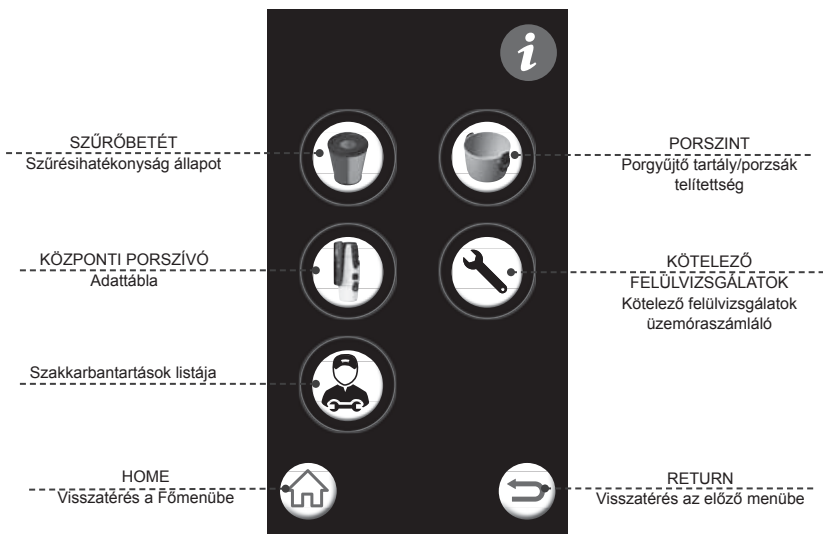 i
SZŰRŐBETÉT
Szűrésihatékonyság állapot
PORSZINT
Porgyűjtő tartály/porzsák
telítettség
KÖZPONTI PORSZÍVÓ
Adattábla
KÖTELEZŐ
FELÜLVIZSGÁLATOK
Kötelező felülvizsgálatok
üzemóraszámláló
Szakkarbantartások listája
HOME
Visszatérés a Főmenübe
RETURN
Visszatérés az előző menübe